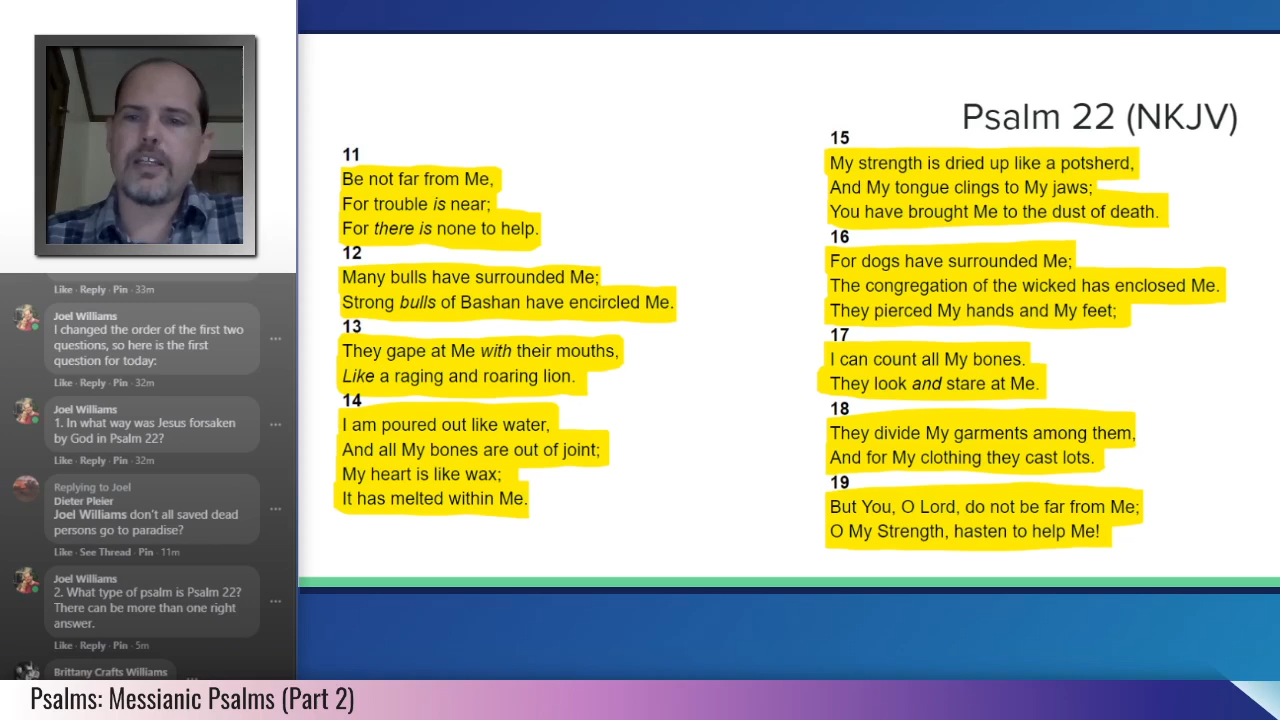 Like · Reply · Pin · 33m
Joel Williams
I changed the order of the first two
questions, so here is the first
question for today:
Like · Reply · Pin · 32m
Joel Williams
1. In what way was Jesus forsaken
by God in Psalm 22?
Like · Reply · Pin · 32m
Replying to Joel
Dieter Pleier
Joel Williams don't all saved dead
persons go to paradise?
Like · See Thread · Pin · 11m
Joel Williams
2. What type of psalm is Psalm 22?
There can be more than one right
answer.
Like · Reply · Pin · 5m
Brittany Crafts Williams
Psalm 22 (NKJV)
11
Be not far from Me,
For trouble is near;
For there is none to help.
12
Many bulls have surrounded Me;
Strong bulls of Bashan have encircled Me.
13
They gape at Me with their mouths,
Like a raging and roaring lion.
14
I am poured out like water,
And all My bones are out of joint;
My heart is like wax;
It has melted within Me.
15
My strength is dried up like a potsherd,
And My tongue clings to My jaws;
You have brought Me to the dust of death.
16
For dogs have surrounded Me;
The congregation of the wicked has enclosed Me.
They pierced My hands and My feet;
17
I can count all My bones.
They look and stare at Me.
18
They divide My garments among them,
And for My clothing they cast lots.
19
But You, O Lord, do not be far from Me;
O My Strength, hasten to help Me!
Psalms: Messianic Psalms (Part 2)